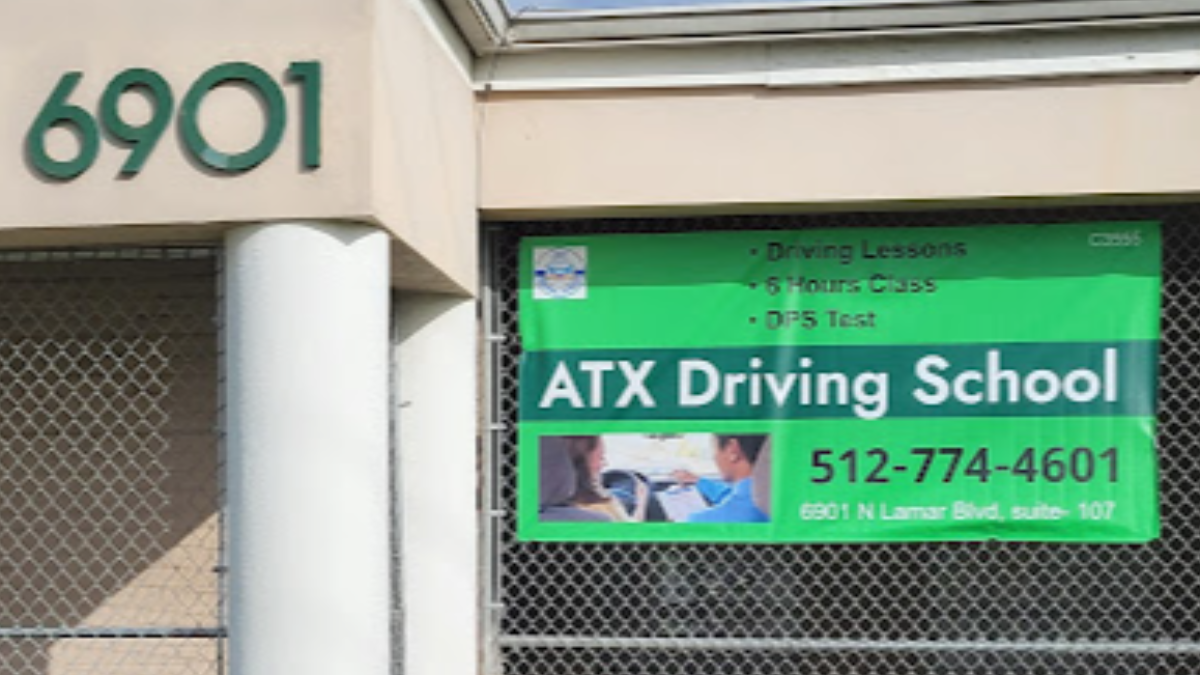 6901
• Driving Lessons
• 6 Hours Class
• DPS Test
ATX Driving School
512-774-4601
6901 N Lamar Blvd, suite- 107